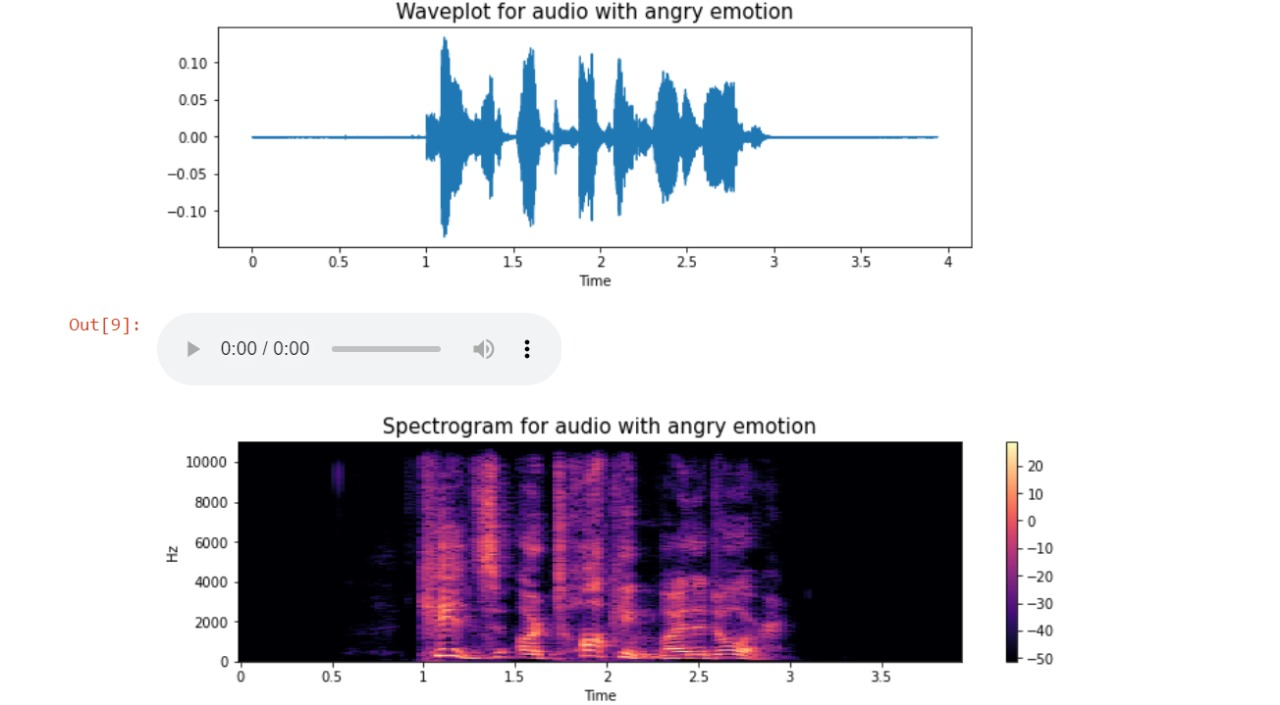 Waveplot for audio with angry emotion
0.10
0.05
0.00
−0.05
−0.10
0 0.5 1 1.5 2 2.5 3 3.5 4
Time
Out[9]:
0:00 / 0:00
Spectrogram for audio with angry emotion
10000
8000
6000
4000
2000
0
Hz
0 0.5 1 1.5 2 2.5 3 3.5
Time
20
10
0
−10
−20
−30
−40
−50